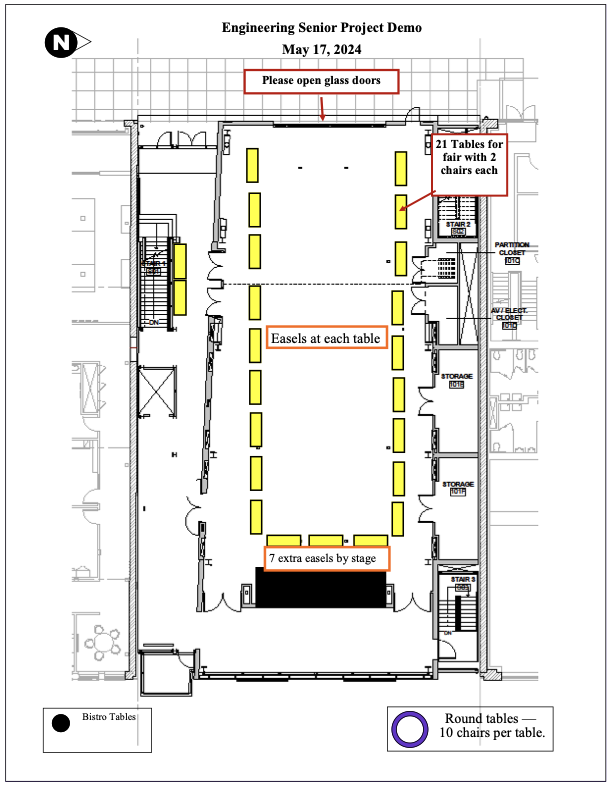 Engineering Senior Project Demo
May 17, 2024
N
Please open glass doors
21 Tables for
fair with 2
chairs each
STAIR 2
PARTITION
CLOSET
101C
STAIR 1
DN
AV / ELECT.
CLOSET
101D
Easels at each table
STORAGE
101E
STORAGE
101F
7 extra easels by stage
STAIR 3
DN
Bistro Tables
Round tables —
10 chairs per table.